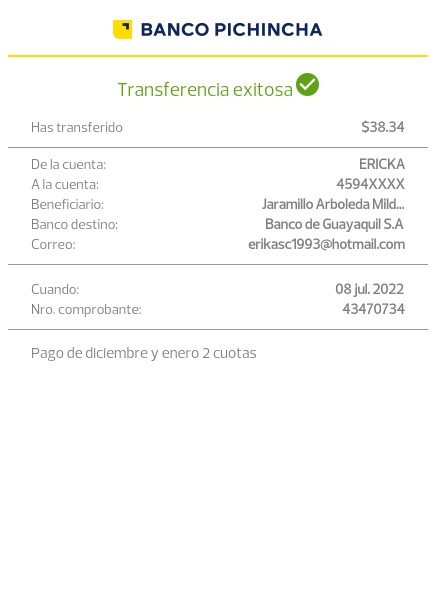 BANCO PICHINCHA
Transferencia exitosa
Has transferido $38.34
De la cuenta: ERICKA
A la cuenta: 4594XXXX
Beneficiario: Jaramillo Arboleda Mild...
Banco destino: Banco de Guayaquil S.A
Correo: erikasc1993@hotmail.com
Cuando: 08 jul. 2022
Nro. comprobante: 43470734
Pago de diciembre y enero 2 cuotas